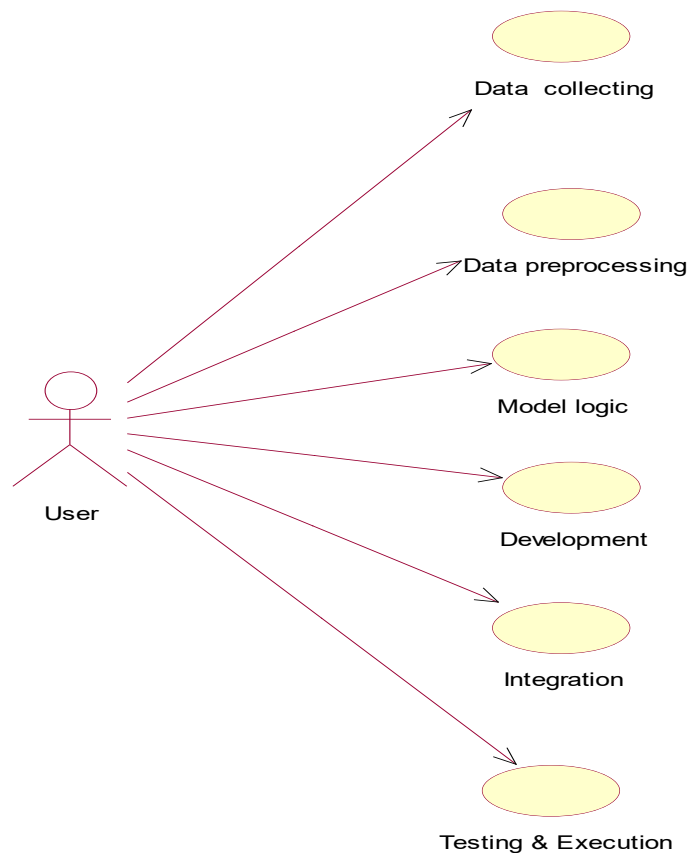 Data collecting
Data preprocessing
Model logic
User
Development
Integration
Testing & Execution